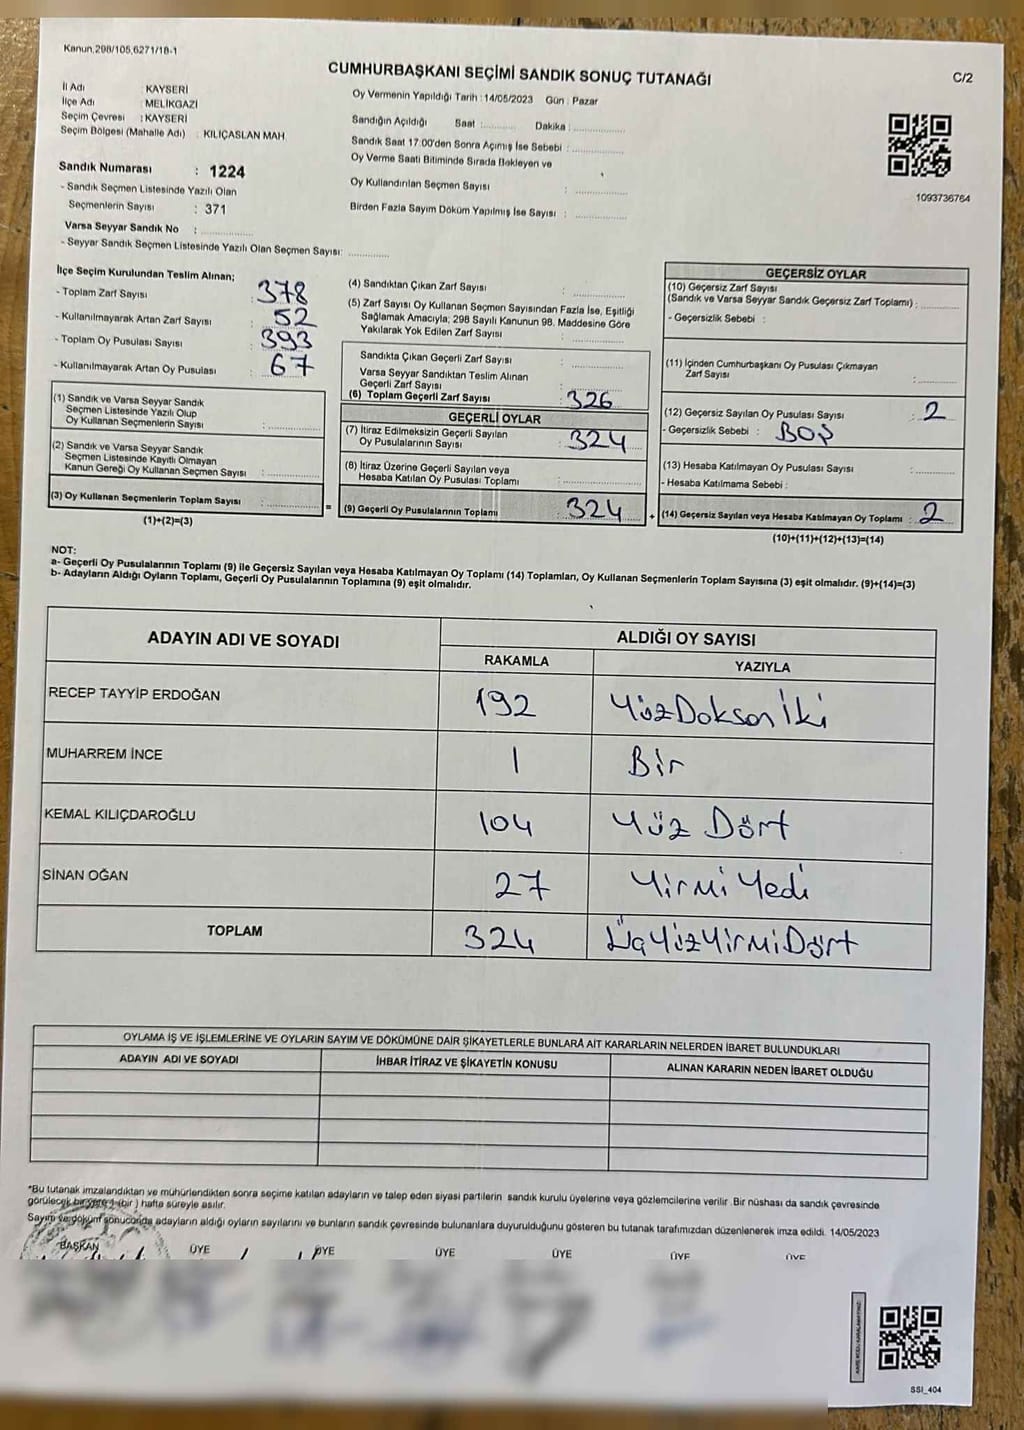 Kanun.298/105,6271/18-1
CUMHURBAŞKANI SEÇİMİ SANDIK SONUÇ TUTANAĞI
C/2
İl Adı : KAYSERİ
İlçe Adı : MELİKGAZİ
Seçim Çevresi : KAYSERİ
Seçim Bölgesi (Mahalle Adı) : KILIÇASLAN MAH
Sandık Numarası : 1224
- Sandık Seçmen Listesinde Yazılı Olan
Seçmenlerin Sayısı : 371
Varsa Seyyar Sandık No : ............
- Seyyar Sandık Seçmen Listesinde Yazılı Olan Seçmen Sayısı: ............
Oy Vermenin Yapıldığı Tarih : 14/05/2023 Gün : Pazar
Sandığın Açıldığı Saat :............ Dakika :............
Sandık Saat 17:00'den Sonra Açımış İse Sebebi : ............
Oy Verme Saati Bitiminde Sırada Bekleyen ve
Oy Kullandırılan Seçmen Sayısı : ............
Birden Fazla Sayım Döküm Yapılmış İse Sayısı : ............
1093736764
İlçe Seçim Kurulundan Teslim Alınan;
- Toplam Zarf Sayısı : 378
- Kullanılmayarak Artan Zarf Sayısı : 52
- Toplam Oy Pusulası Sayısı : 393
- Kullanılmayarak Artan Oy Pusulası : 67
(1) Sandık ve Varsa Seyyar Sandık
Seçmen Listesinde Yazılı Olup
Oy Kullanan Seçmenlerin Sayısı : ............
(2) Sandık ve Varsa Seyyar Sandık
Seçmen Listesinde Kayıtlı Olmayan
Kanun Gereği Oy Kullanan Seçmen Sayısı : ............
(3) Oy Kullanan Seçmenlerin Toplam Sayısı : ............
(1)+(2)=(3)
=
(4) Sandıktan Çıkan Zarf Sayısı : ............
(5) Zarf Sayısı Oy Kullanan Seçmen Sayısından Fazla İse, Eşitliği
Sağlamak Amacıyla; 298 Sayılı Kanunun 98. Maddesine Göre
Yakılarak Yok Edilen Zarf Sayısı : ............
Sandıkta Çıkan Geçerli Zarf Sayısı : ............
Varsa Seyyar Sandıktan Teslim Alınan
Geçerli Zarf Sayısı : ............
(6) Toplam Geçerli Zarf Sayısı : 326
GEÇERLİ OYLAR
(7) İtiraz Edilmeksizin Geçerli Sayılan
Oy Pusulalarının Sayısı : 324
(8) İtiraz Üzerine Geçerli Sayılan veya
Hesaba Katılan Oy Pusulası Toplamı : ............
(9) Geçerli Oy Pusulalarının Toplamı : 324
+
GEÇERSİZ OYLAR
(10) Geçersiz Zarf Sayısı
(Sandık ve Varsa Seyyar Sandık Geçersiz Zarf Toplamı) : ............
- Geçersizlik Sebebi :
(11) İçinden Cumhurbaşkanı Oy Pusulası Çıkmayan
Zarf Sayısı : ............
(12) Geçersiz Sayılan Oy Pusulası Sayısı : 2
- Geçersizlik Sebebi : BOŞ
(13) Hesaba Katılmayan Oy Pusulası Sayısı : ............
- Hesaba Katılmama Sebebi :
(14) Geçersiz Sayılan veya Hesaba Katılmayan Oy Toplamı : 2
(10)+(11)+(12)+(13)=(14)
NOT:
a- Geçerli Oy Pusulalarının Toplamı (9) ile Geçersiz Sayılan veya Hesaba Katılmayan Oy Toplamı (14) Toplamları, Oy Kullanan Seçmenlerin Toplam Sayısına (3) eşit olmalıdır. (9)+(14)=(3)
b- Adayların Aldığı Oyların Toplamı, Geçerli Oy Pusulalarının Toplamına (9) eşit olmalıdır.
ADAYIN ADI VE SOYADI
ALDIĞI OY SAYISI
RAKAMLA YAZIYLA
RECEP TAYYİP ERDOĞAN 192 YüzDoksan İki
MUHARREM İNCE 1 Bir
KEMAL KILIÇDAROĞLU 104 Yüz Dört
SİNAN OĞAN 27 Yirmi Yedi
TOPLAM 324 ÜçYüzYirmiDört
OYLAMA İŞ VE İŞLEMLERİNE VE OYLARIN SAYIM VE DÖKÜMÜNE DAİR ŞİKAYETLERLE BUNLARA AİT KARARLARIN NELERDEN İBARET BULUNDUKLARI
ADAYIN ADI VE SOYADI İHBAR İTİRAZ VE ŞİKAYETİN KONUSU ALINAN KARARIN NEDEN İBARET OLDUĞU
*Bu tutanak imzalandıktan ve mühürlendikten sonra seçime katılan adayların ve talep eden siyasi partilerin sandık kurulu üyelerine veya gözlemcilerine verilir. Bir nüshası da sandık çevresinde
görülecek bir yere 1 (bir) hafta süreyle asılır.
Sayım ve döküm sonucunda adayların aldığı oyların sayılarını ve bunların sandık çevresinde bulunanlara duyurulduğunu gösteren bu tutanak tarafımızdan düzenlenerek imza edildi. 14/05/2023
BAŞKAN ÜYE ÜYE ÜYE ÜYE ÜYE ÜYE
SSI_404